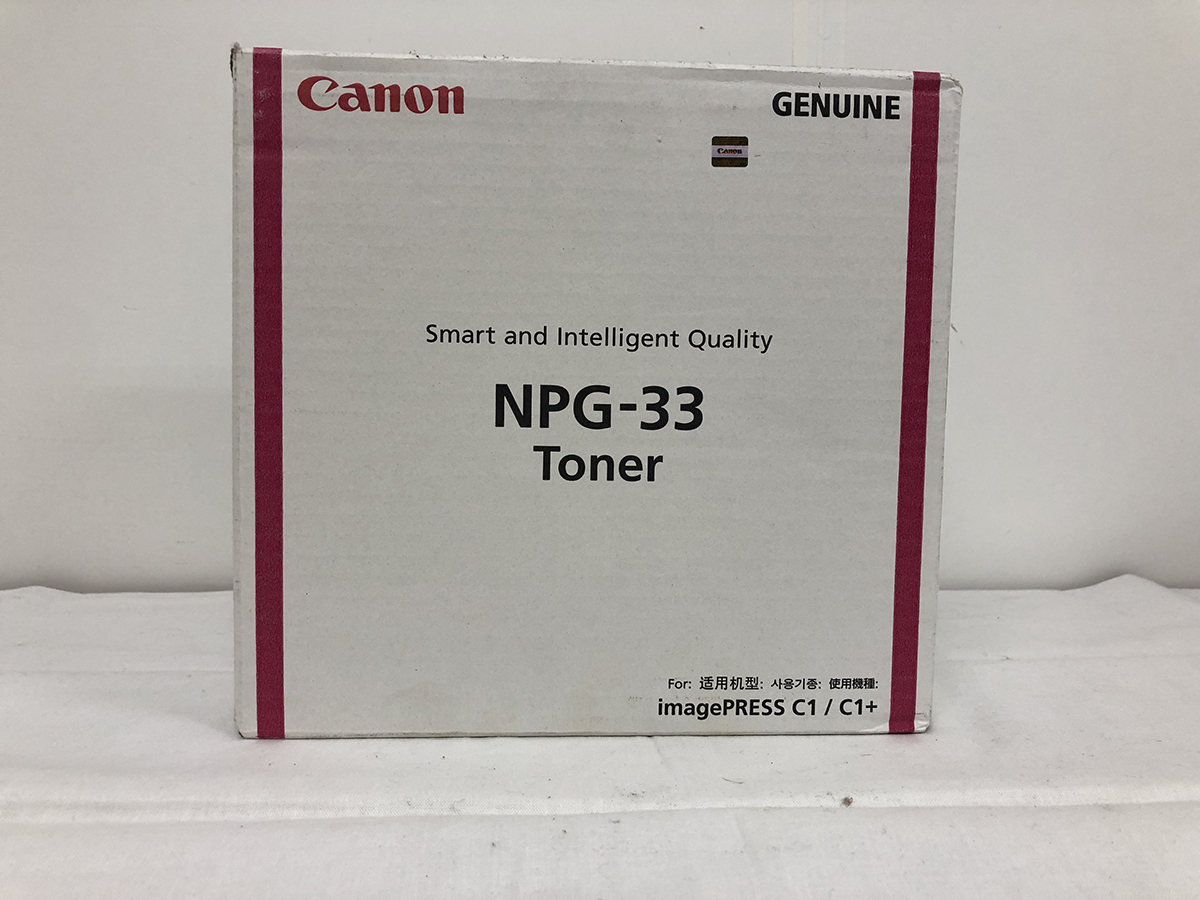 Canon
GENUINE
Canon
Smart and Intelligent Quality
NPG-33
Toner
For: 适用机型: 사용기종: 使用機種:
imagePRESS C1 / C1+